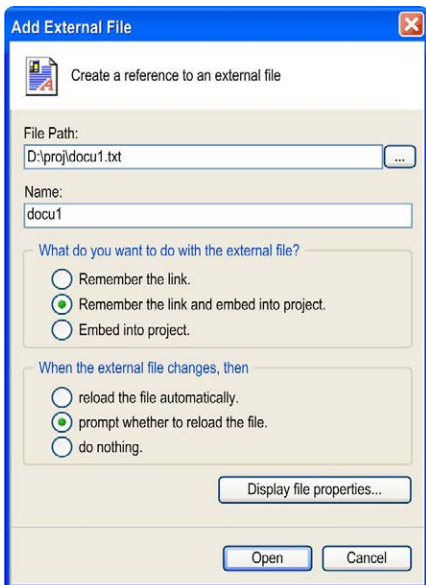 Add External File
Create a reference to an external file
File Path:
D:\proj\docu1.txt
...
Name:
docu1
What do you want to do with the external file?
Remember the link.
Remember the link and embed into project.
Embed into project.
When the external file changes, then
reload the file automatically.
prompt whether to reload the file.
do nothing.
Display file properties...
Open Cancel